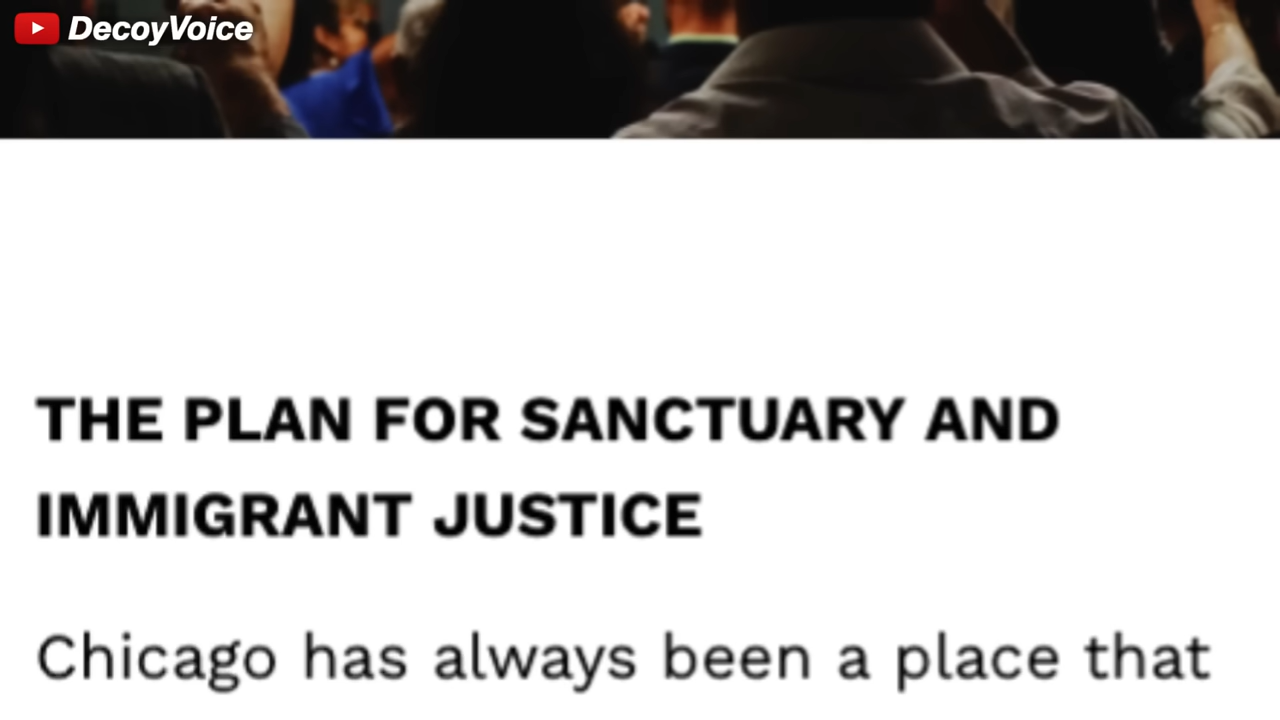 DecoyVoice
THE PLAN FOR SANCTUARY AND
IMMIGRANT JUSTICE
Chicago has always been a place that